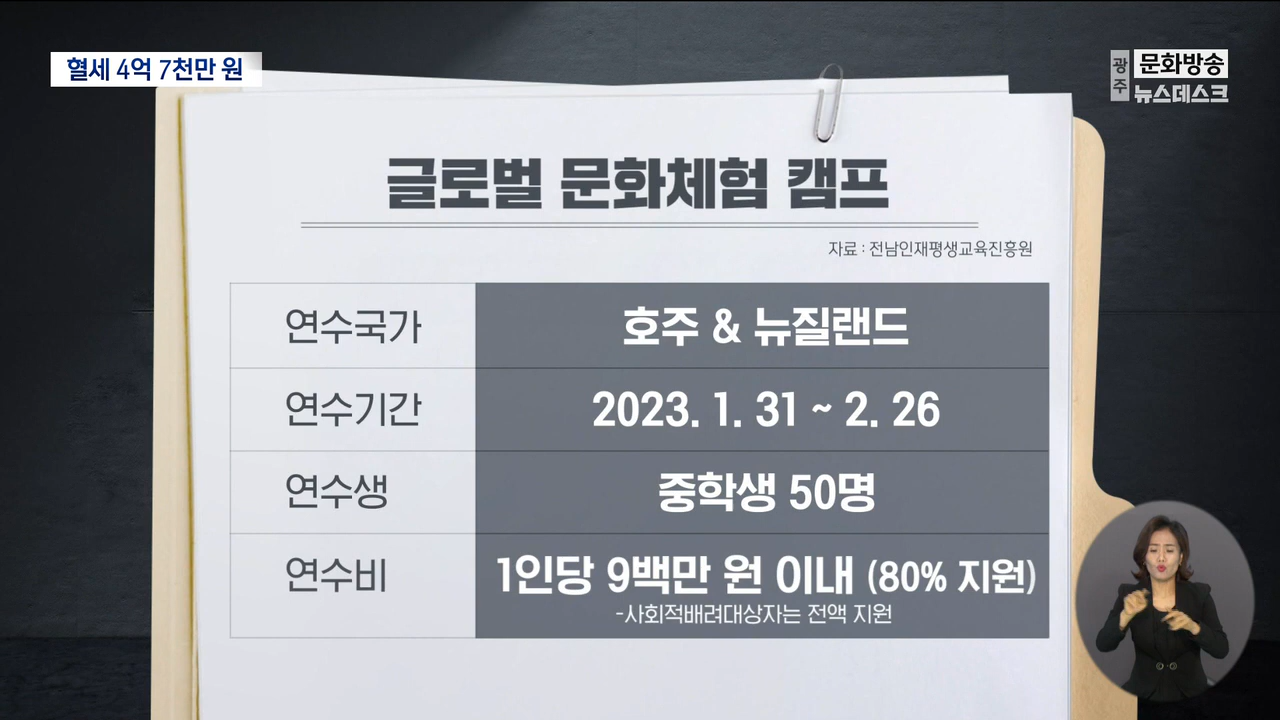 혈세 4억 7천만 원
광주
문화방송
뉴스데스크
글로벌 문화체험 캠프
자료 : 전남인재평생교육진흥원
연수국가 호주 & 뉴질랜드
연수기간 2023. 1. 31 ~ 2. 26
연수생 중학생 50명
연수비 1인당 9백만 원 이내 (80% 지원)
-사회적배려대상자는 전액 지원